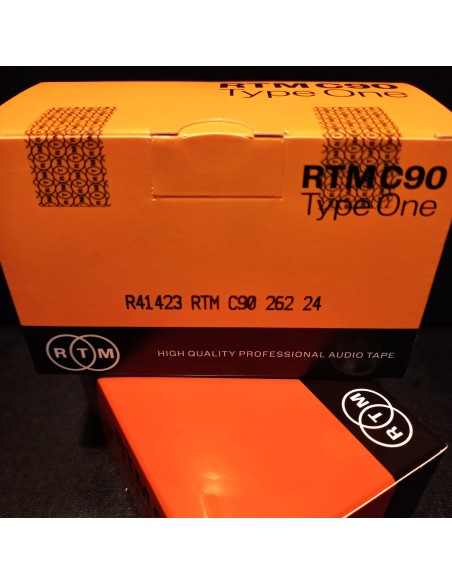 RTM C90
Type One
RTM C90
Type One
R41423 RTM C90 262 24
RTM
HIGH QUALITY PROFESSIONAL AUDIO TAPE
RTM